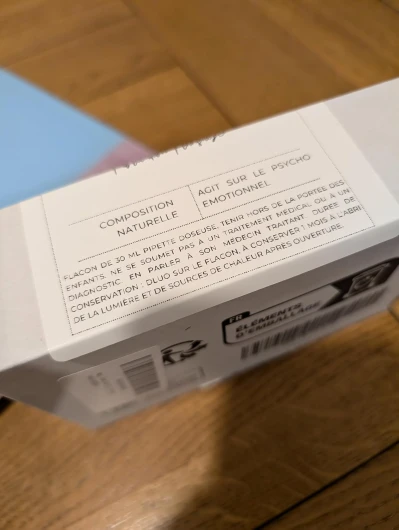 COMPOSITION
NATURELLE
AGIT SUR LE PSYCHO
EMOTIONNEL
FLACON DE 30 ML PIPETTE DOSEUSE, TENIR HORS DE LA PORTÉE DES
ENFANTS. NE SE SOUMET PAS A UN TRAITEMENT MEDICAL OU À UN
DIAGNOSTIC EN PARLER À SON MÉDECIN TRAITANT. DURÉE DE
CONSERVATION : DLUO SUR LE FLACON, À CONSERVER 1 MOIS À L'ABRI
DE LA LUMIÈRE ET DE SOURCES DE CHALEUR APRÈS OUVERTURE.
FR
ÉLÉMENTS
D'EMBALLAGE